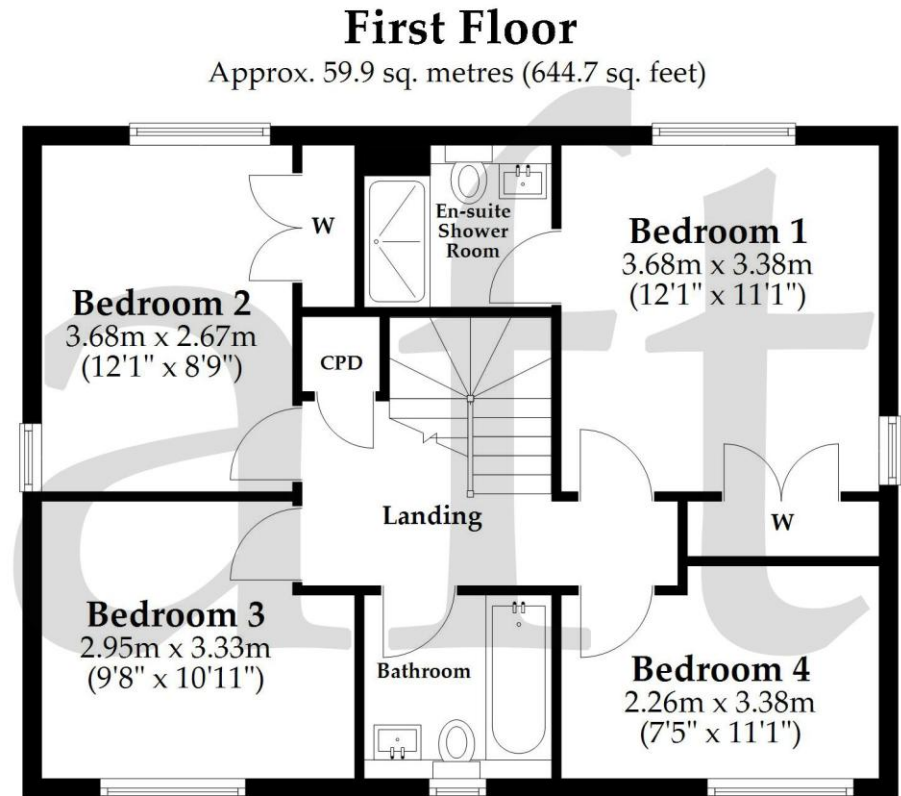 First Floor
Approx. 59.9 sq. metres (644.7 sq. feet)
W
En-suite
Shower
Room
Bedroom 1
3.68m x 3.38m
(12'1" x 11'1")
Bedroom 2
3.68m x 2.67m
(12'1" x 8'9")
CPD
Landing
W
Bedroom 3
2.95m x 3.33m
(9'8" x 10'11")
Bathroom
Bedroom 4
2.26m x 3.38m
(7'5" x 11'1")
aft